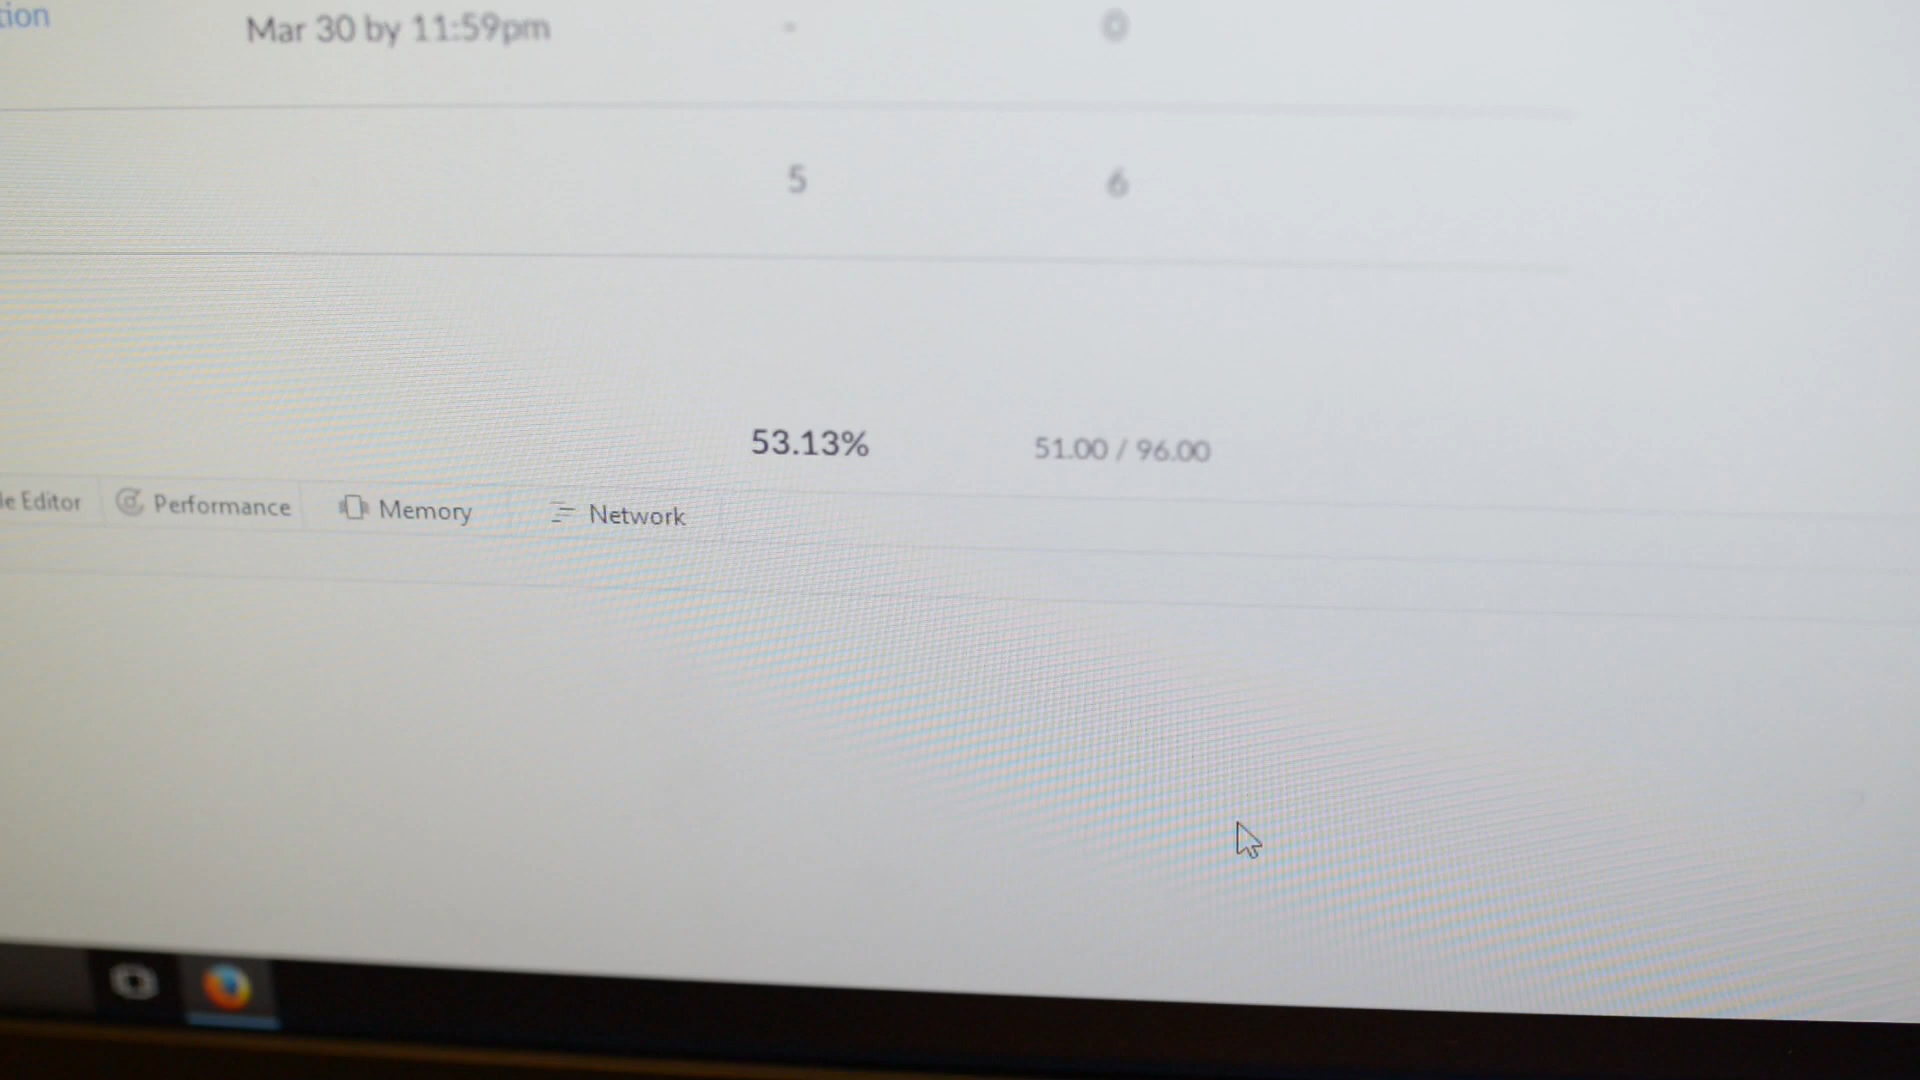 tion Mar 30 by 11:59pm - 0
5 6
53.13% 51.00 / 96.00
le Editor Performance Memory Network